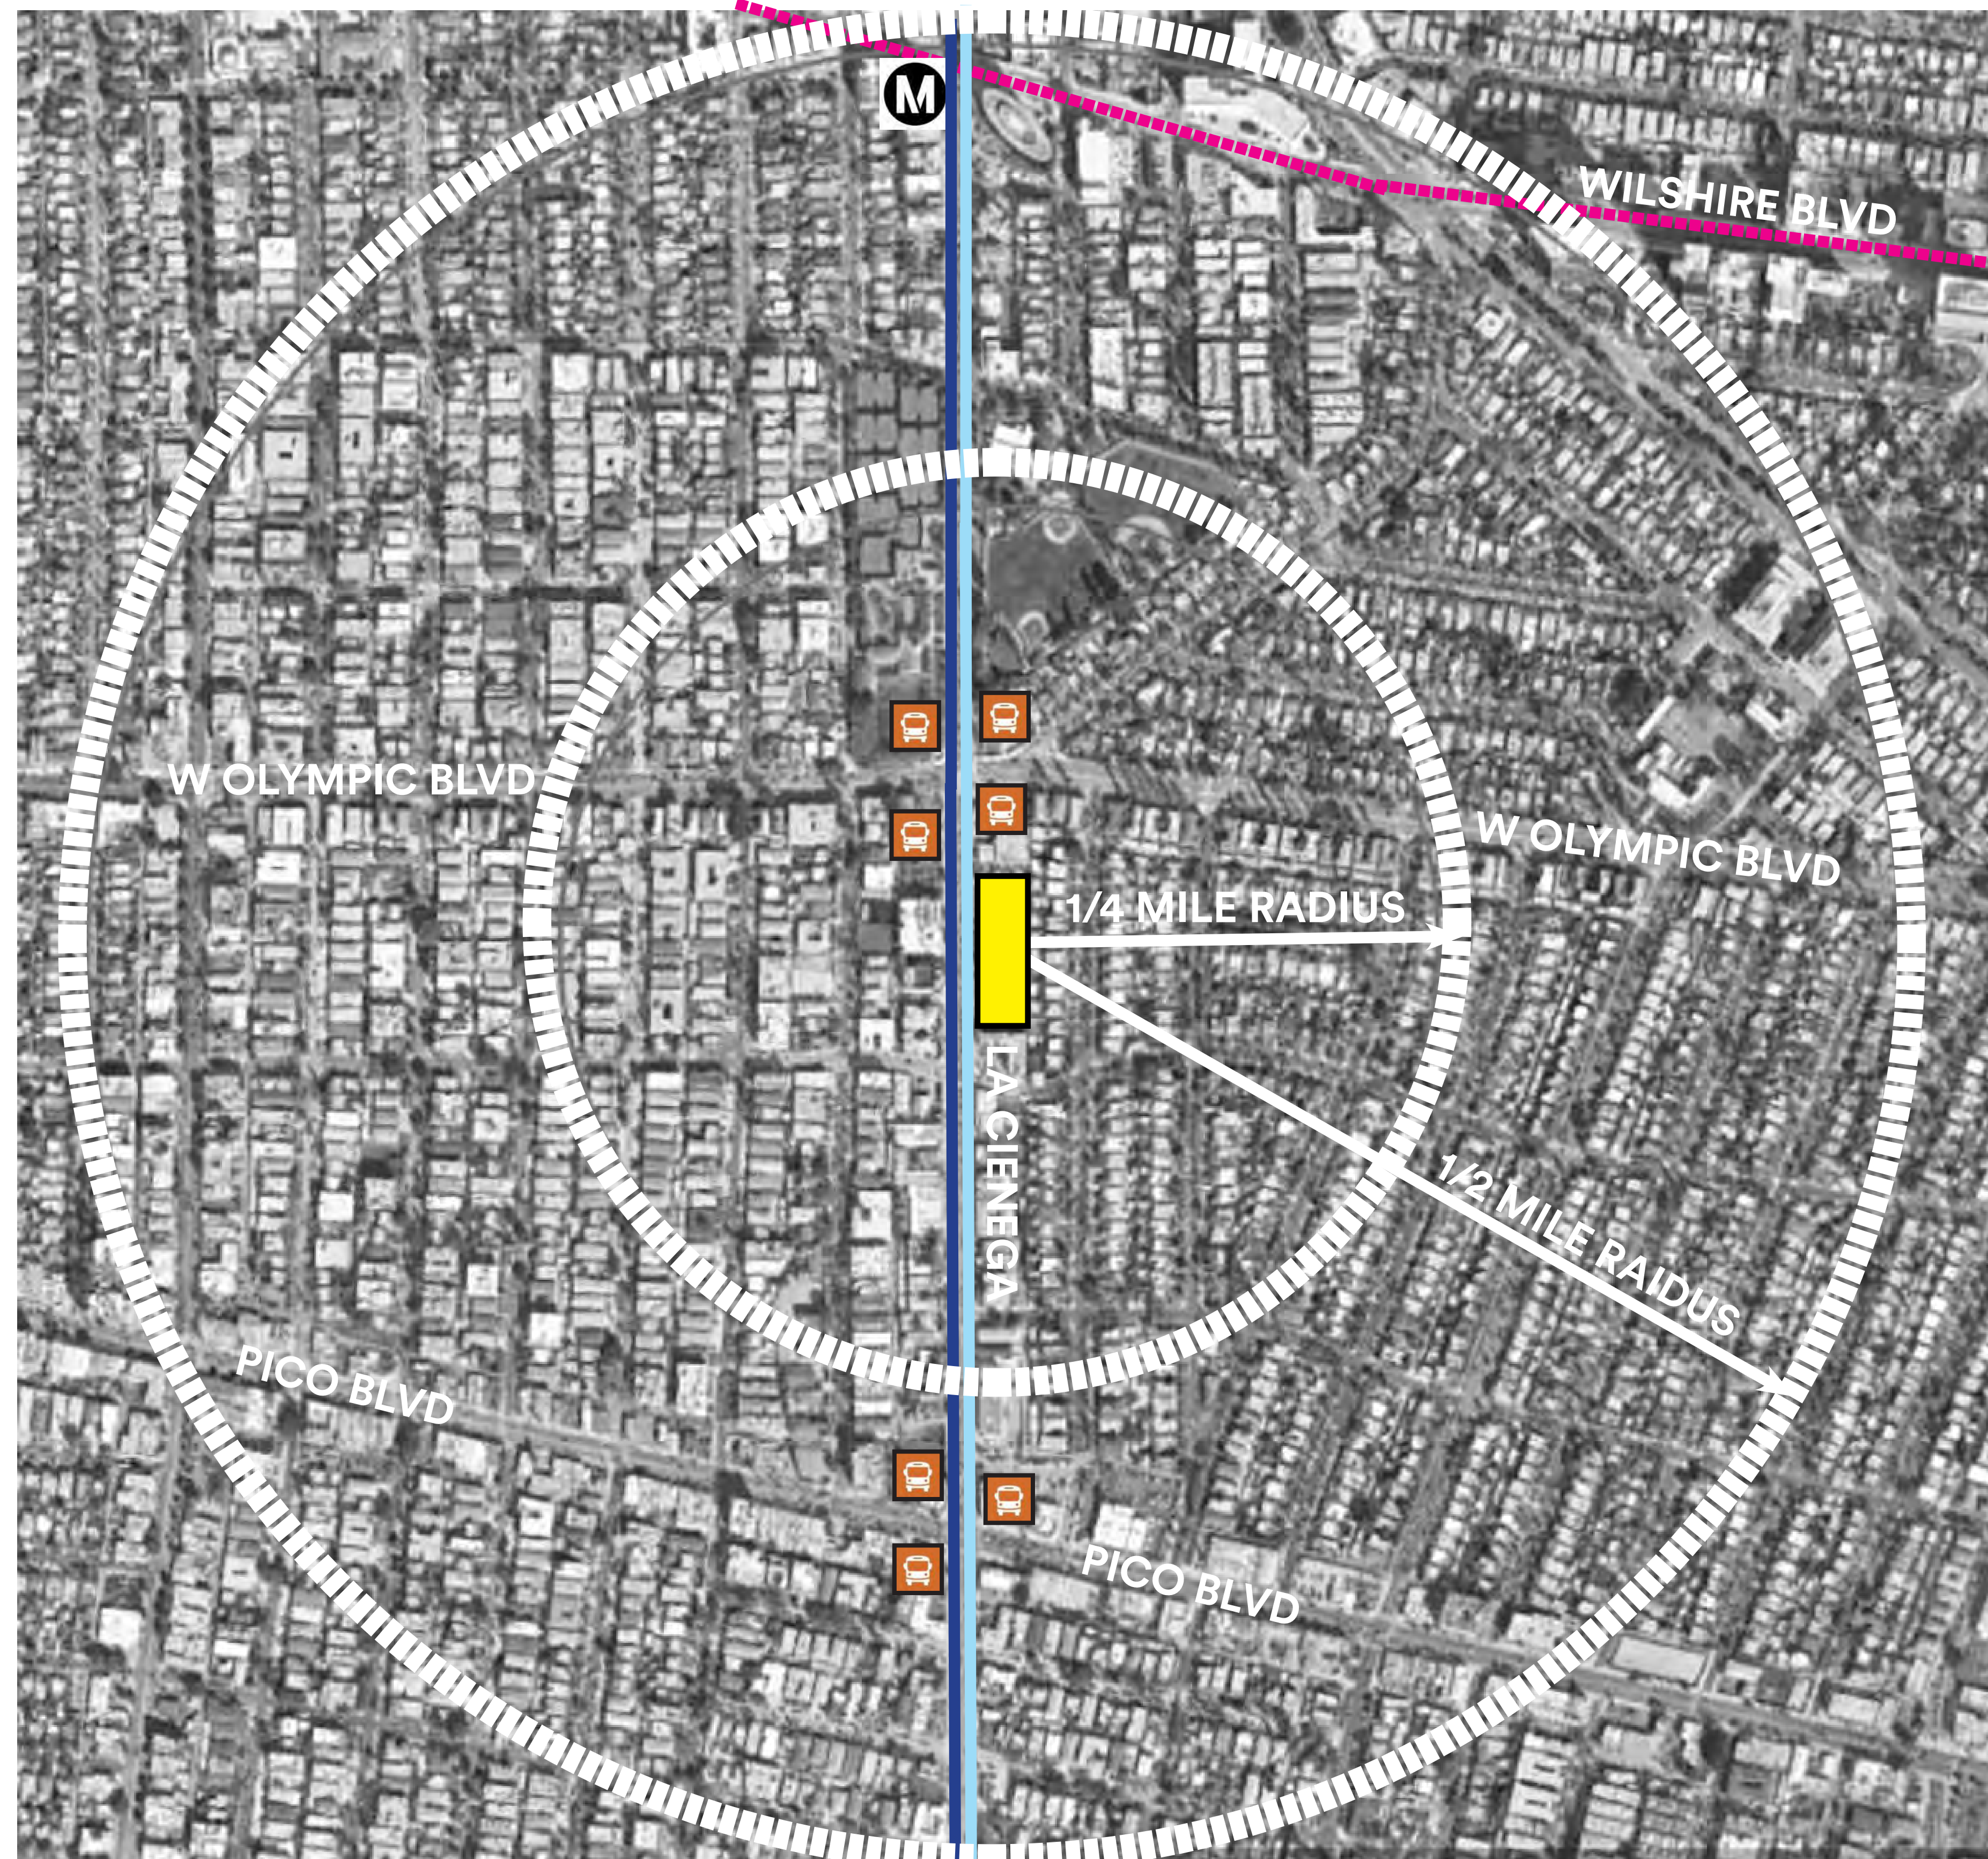 M
WILSHIRE BLVD
W OLYMPIC BLVD
W OLYMPIC BLVD
1/4 MILE RADIUS
LA CIENEGA
1/2 MILE RAIDUS
PICO BLVD
PICO BLVD